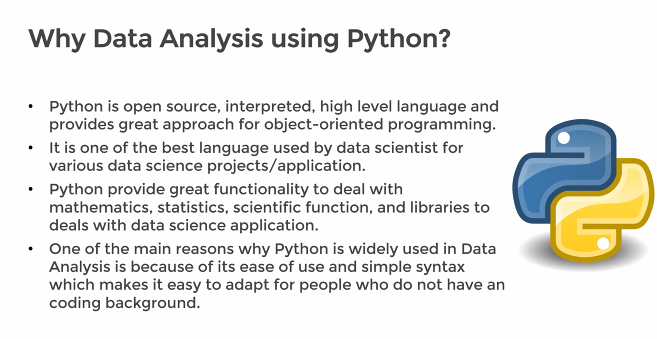 Why Data Analysis using Python?
• Python is open source, interpreted, high level language and
provides great approach for object-oriented programming.
• It is one of the best language used by data scientist for
various data science projects/application.
• Python provide great functionality to deal with
mathematics, statistics, scientific function, and libraries to
deals with data science application.
• One of the main reasons why Python is widely used in Data
Analysis is because of its ease of use and simple syntax
which makes it easy to adapt for people who do not have an
coding background.